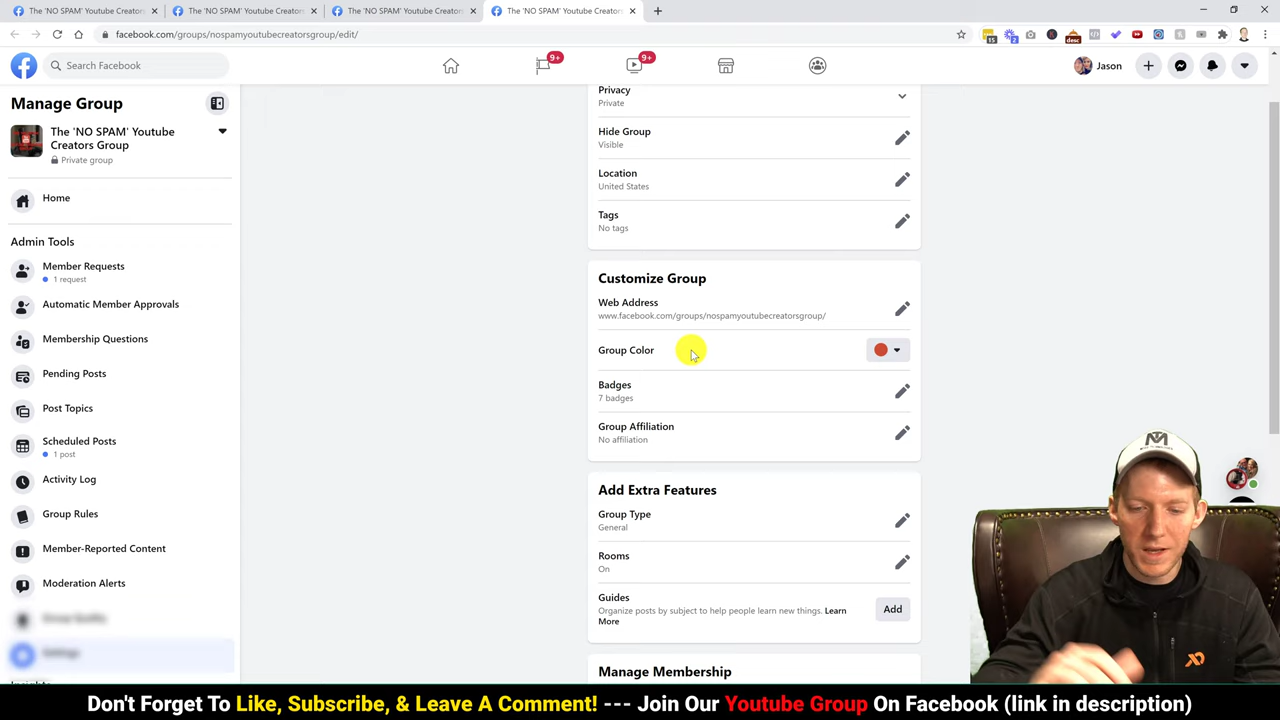 The 'NO SPAM' Youtube Creators
The 'NO SPAM' Youtube Creators
The 'NO SPAM' Youtube Creators
The 'NO SPAM' Youtube Creators
facebook.com/groups/nospamyoutubecreatorsgroup/edit/
Search Facebook
9+
9+
Jason
Manage Group
The 'NO SPAM' Youtube
Creators Group
Private group
Home
Admin Tools
Member Requests
1 request
Automatic Member Approvals
Membership Questions
Pending Posts
Post Topics
Scheduled Posts
1 post
Activity Log
Group Rules
Member-Reported Content
Moderation Alerts
Group Quality
Settings
Privacy
Private
Hide Group
Visible
Location
United States
Tags
No tags
Customize Group
Web Address
www.facebook.com/groups/nospamyoutubecreatorsgroup/
Group Color
Badges
7 badges
Group Affiliation
No affiliation
Add Extra Features
Group Type
General
Rooms
On
Guides
Organize posts by subject to help people learn new things. Learn
More
Add
Manage Membership
Don't Forget To Like, Subscribe, & Leave A Comment! --- Join Our Youtube Group On Facebook (link in description)